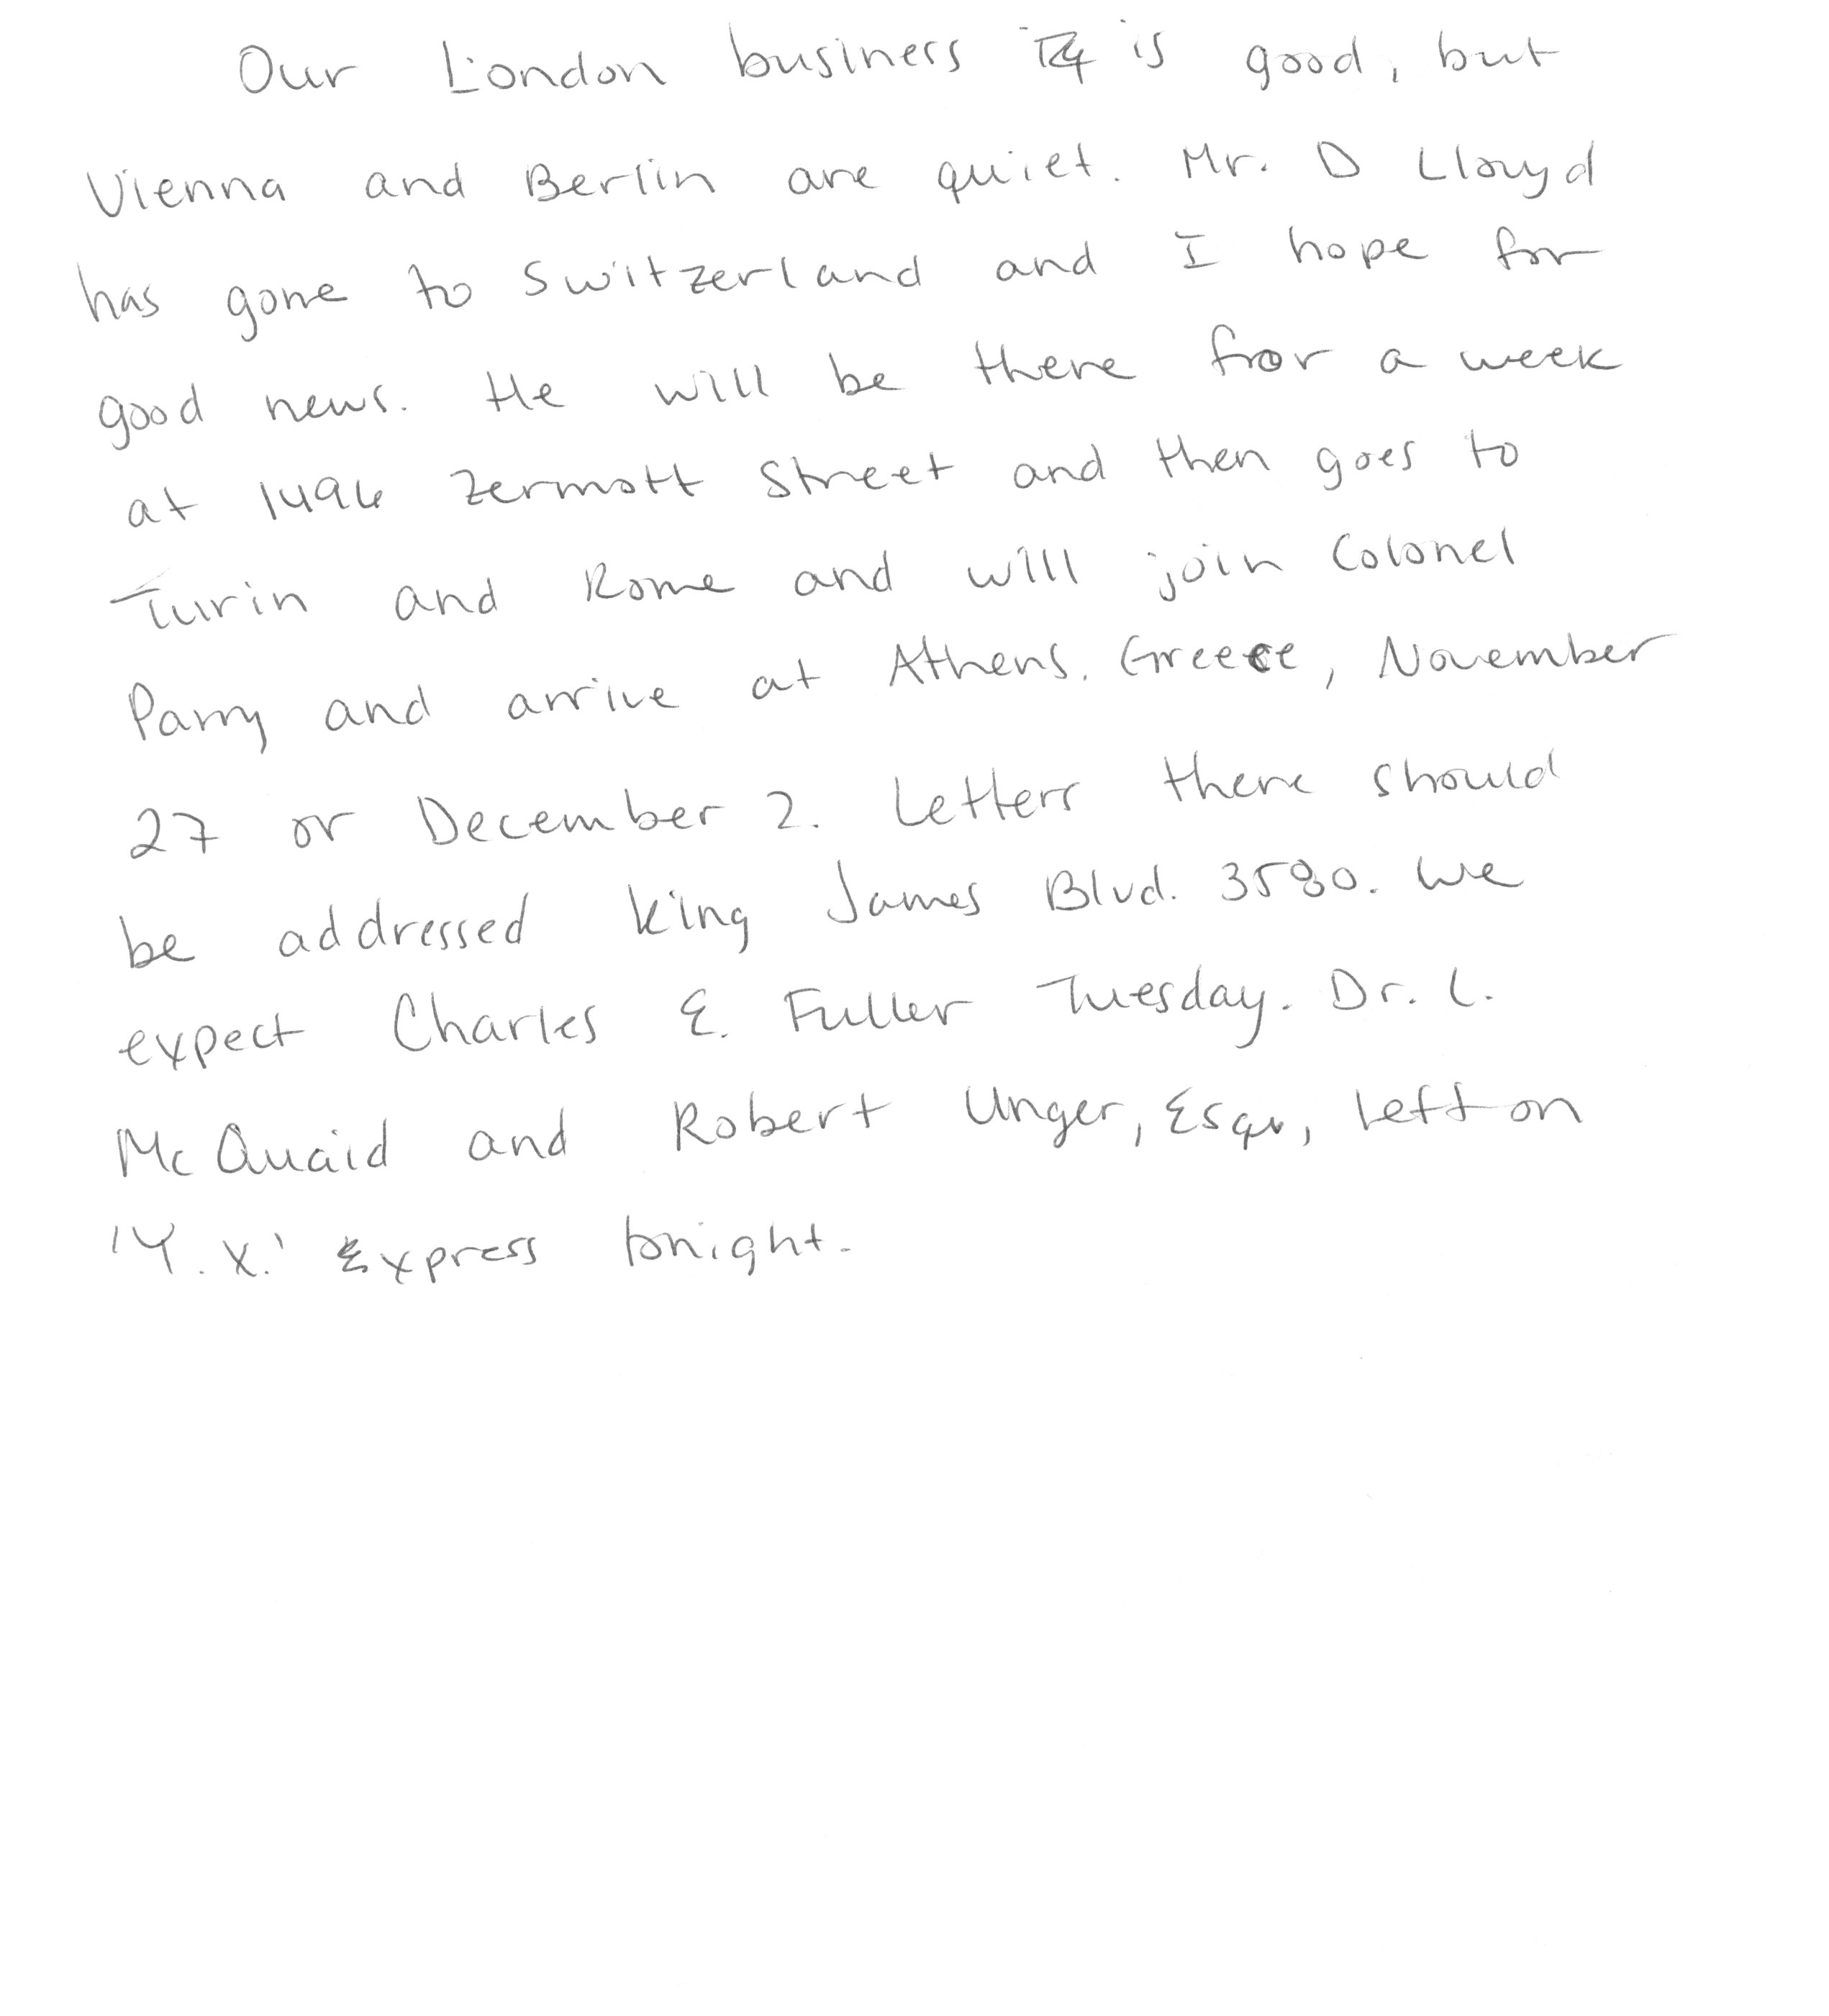 Our London business is good, but
Vienna and Berlin are quiet. Mr. D Lloyd
has gone to Switzerland and I hope for
good news. He will be there for a week
at 1496 Zermott Street and then goes to
Turin and Rome and will join Colonel
Parry and arrive at Athens, Greece, November
27 or December 2. Letters there should
be addressed King James Blvd. 3580. We
expect Charles E. Fuller Tuesday. Dr. L.
McQuaid and Robert Unger, Esqr, left on
'Y.X.' Express tonight.